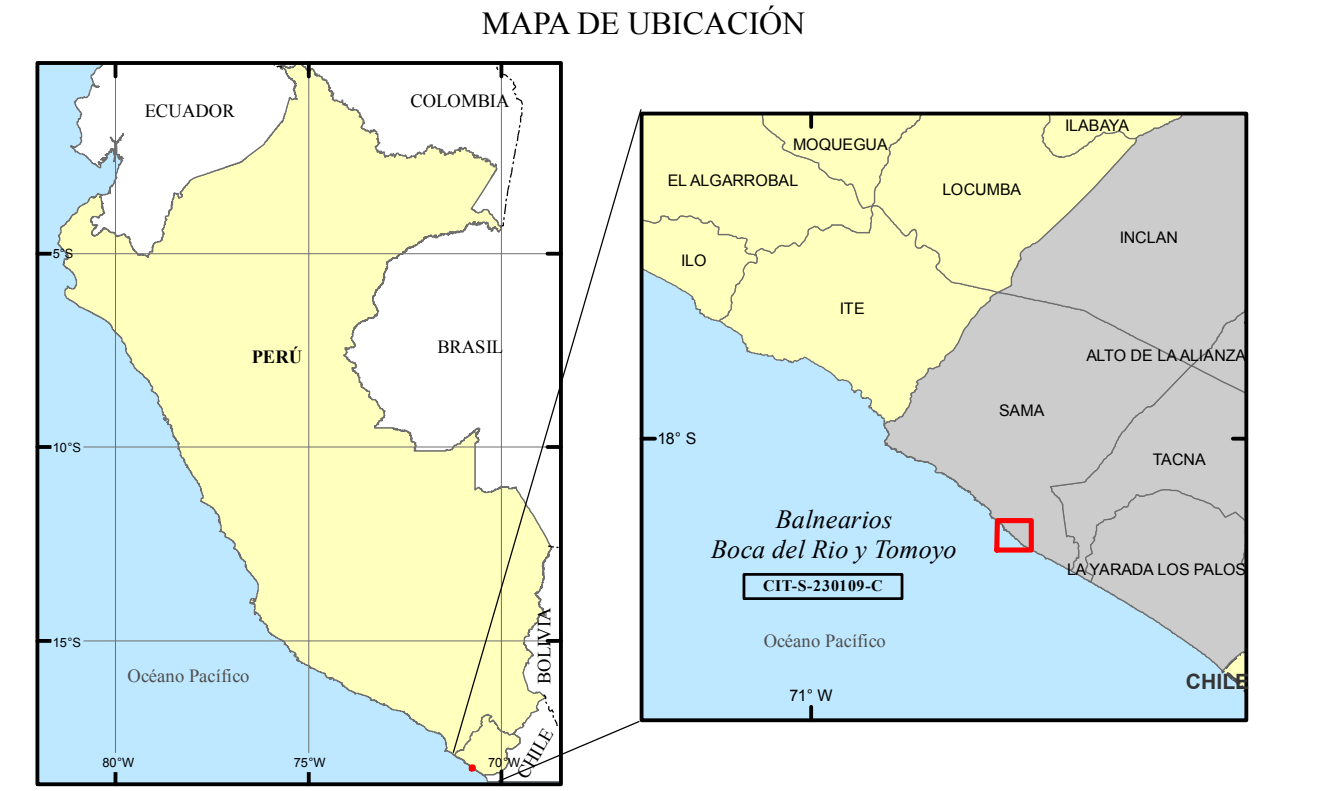 MAPA DE UBICACIÓN
ECUADOR
COLOMBIA
5°S
PERÚ
BRASIL
10°S
15°S
BOLIVIA
Océano Pacífico
CHILE
80°W
75°W
70°W
ILABAYA
MOQUEGUA
EL ALGARROBAL
LOCUMBA
INCLAN
ILO
ITE
ALTO DE LA ALIANZA
SAMA
18° S
TACNA
Balnearios
Boca del Rio y Tomoyo
LA YARADA LOS PALOS
CIT-S-230109-C
Océano Pacífico
CHILE
71° W